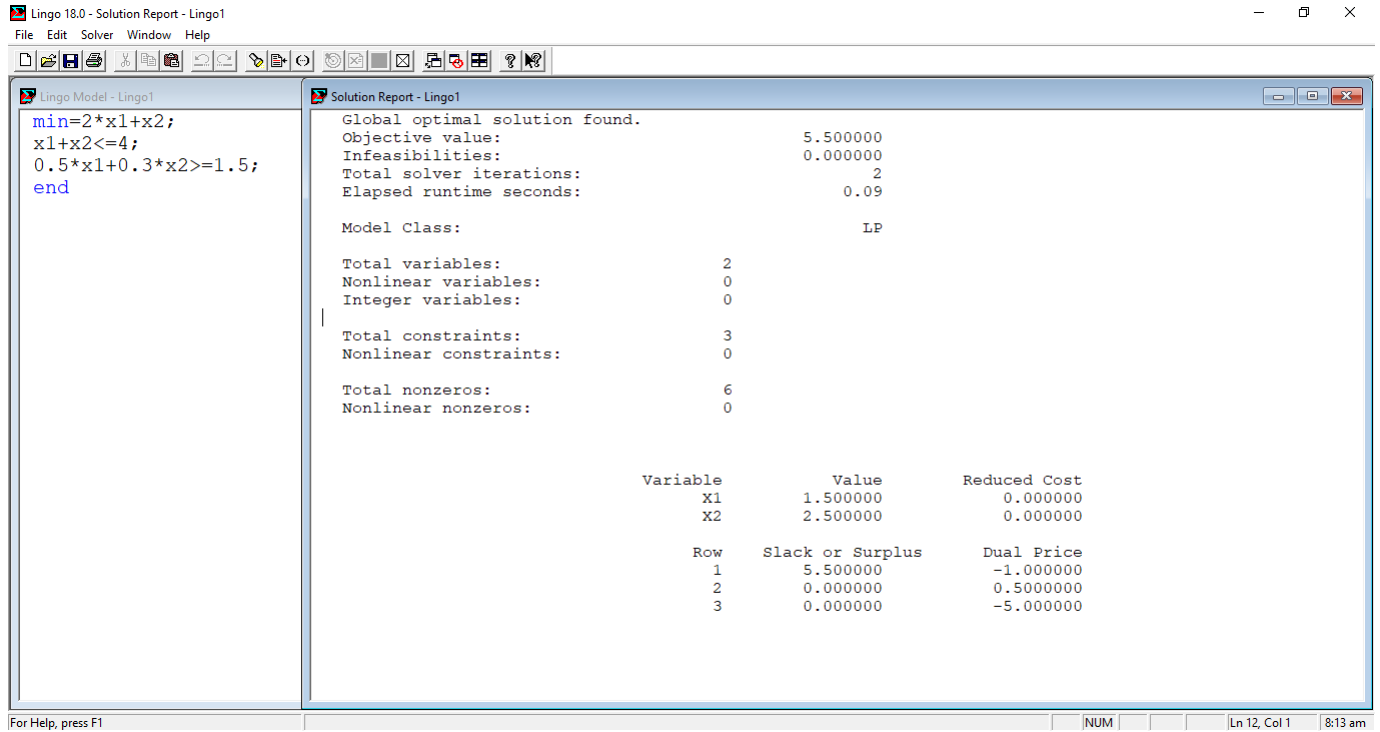 Lingo 18.0 - Solution Report - Lingo1
File Edit Solver Window Help
Lingo Model - Lingo1
min=2*x1+x2;
x1+x2<=4;
0.5*x1+0.3*x2>=1.5;
end
Solution Report - Lingo1
Global optimal solution found.
Objective value: 5.500000
Infeasibilities: 0.000000
Total solver iterations: 2
Elapsed runtime seconds: 0.09
Model Class: LP
Total variables: 2
Nonlinear variables: 0
Integer variables: 0
Total constraints: 3
Nonlinear constraints: 0
Total nonzeros: 6
Nonlinear nonzeros: 0
Variable Value Reduced Cost
X1 1.500000 0.000000
X2 2.500000 0.000000
Row Slack or Surplus Dual Price
1 5.500000 -1.000000
2 0.000000 0.5000000
3 0.000000 -5.000000
For Help, press F1 NUM Ln 12, Col 1 8:13 am